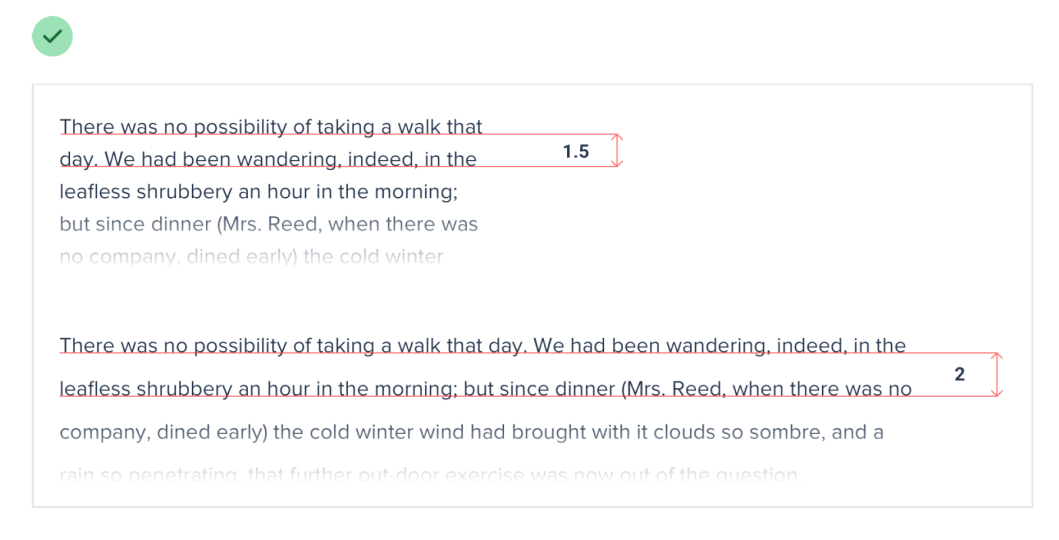 There was no possibility of taking a walk that
day. We had been wandering, indeed, in the
1.5
leafless shrubbery an hour in the morning;
but since dinner (Mrs. Reed, when there was
no company, dined early) the cold winter
There was no possibility of taking a walk that day. We had been wandering, indeed, in the
2
leafless shrubbery an hour in the morning; but since dinner (Mrs. Reed, when there was no
company, dined early) the cold winter wind had brought with it clouds so sombre, and a
rain so penetrating, that further out-door exercise was now out of the question.